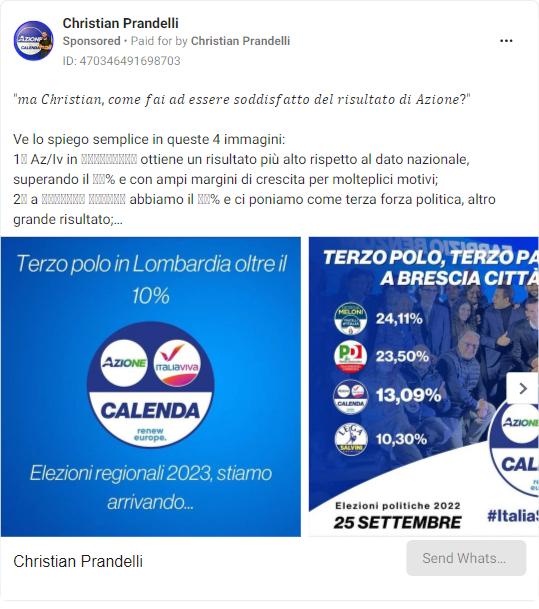 Christian Prandelli
Sponsored • Paid for by Christian Prandelli
ID: 470346491698703
"ma Christian, come fai ad essere soddisfatto del risultato di Azione?"
Ve lo spiego semplice in queste 4 immagini:
1 Az/Iv in ottiene un risultato più alto rispetto al dato nazionale,
superando il % e con ampi margini di crescita per molteplici motivi;
2 a abbiamo il % e ci poniamo come terza forza politica, altro
grande risultato;...
Terzo polo in Lombardia oltre il
10%
AZIONE
ITALIAVIVA
CALENDA
renew
europe.
Elezioni regionali 2023, stiamo
arrivando...
TERZO POLO, TERZO PA
A BRESCIA CITTÀ
MELONI
24,11%
PD
23,50%
13,09%
LEGA
SALVINI
10,30%
AZIONE
CAL
Elezioni politiche 2022
25 SETTEMBRE
#ItaliaS
Christian Prandelli
Send Whats...